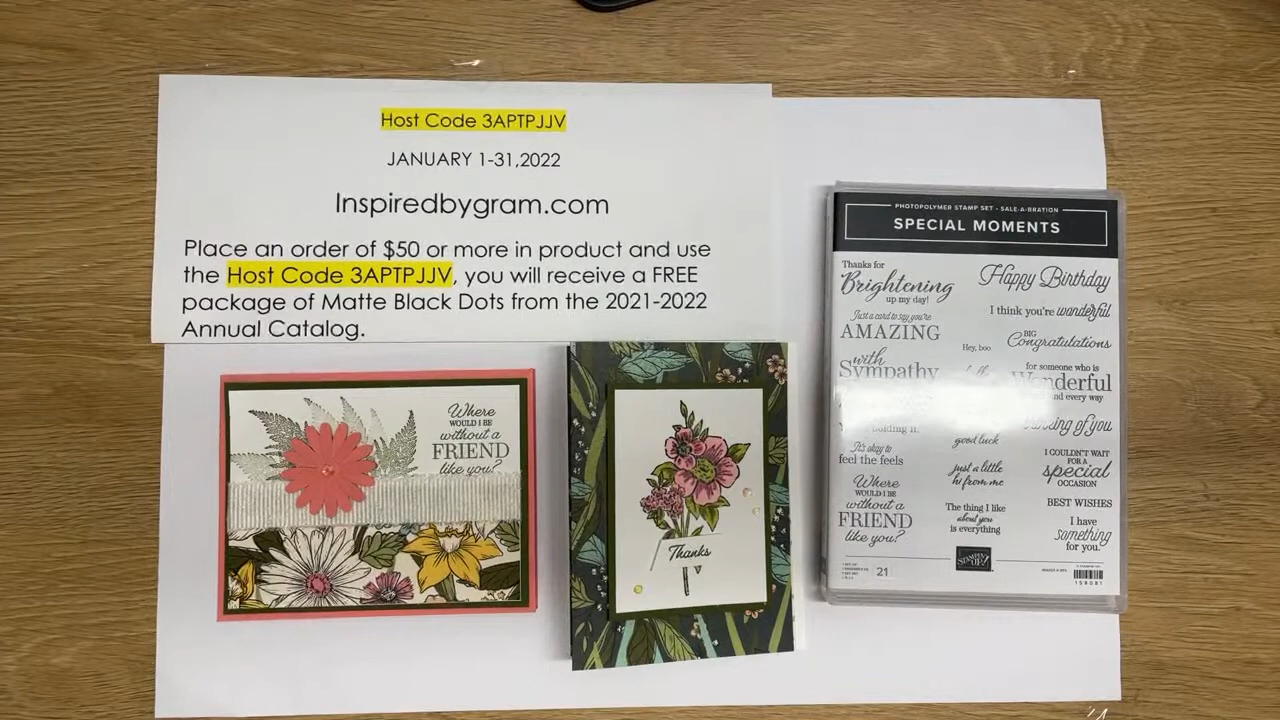 Host Code 3APTPJJV
JANUARY 1-31,2022
Inspiredbygram.com
Place an order of $50 or more in product and use
the Host Code 3APTPJJV, you will receive a FREE
package of Matte Black Dots from the 2021-2022
Annual Catalog.
Where
WOULD I BE
without a
FRIEND
like you?
Thanks
PHOTOPOLYMER STAMP SET • SALE-A-BRATION
SPECIAL MOMENTS
Thanks for
Brightening
up my day!
Just a card to say you're
AMAZING
with
Sympathy
It's okay to
feel the feels
Where
WOULD I BE
without a
FRIEND
like you?
Hey, boo.
good luck
just a little
hi from me
The thing I like
about you
is everything
Happy Birthday
I think you're wonderful
BIG
Congratulations
for someone who is
Wonderful
and every way
of you
I COULDN'T WAIT
FOR A
special
OCCASION
BEST WISHES
I have
something
for you.
21
STAMPIN' UP!
158081